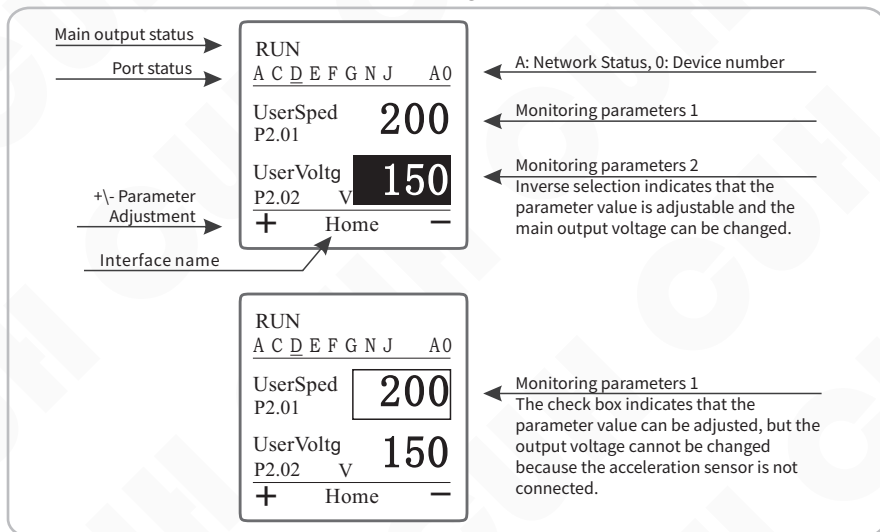 Main output status
Port status
RUN
A C D E F G N J A0
UserSped
P2.01
200
UserVoltg
P2.02 V
150
+ Home −
+\- Parameter
Adjustment
Interface name
A: Network Status, 0: Device number
Monitoring parameters 1
Monitoring parameters 2
Inverse selection indicates that the
parameter value is adjustable and the
main output voltage can be changed.
RUN
A C D E F G N J A0
UserSped
P2.01
200
UserVoltg
P2.02 V
150
+ Home −
Monitoring parameters 1
The check box indicates that the
parameter value can be adjusted, but the
output voltage cannot be changed
because the acceleration sensor is not
connected.